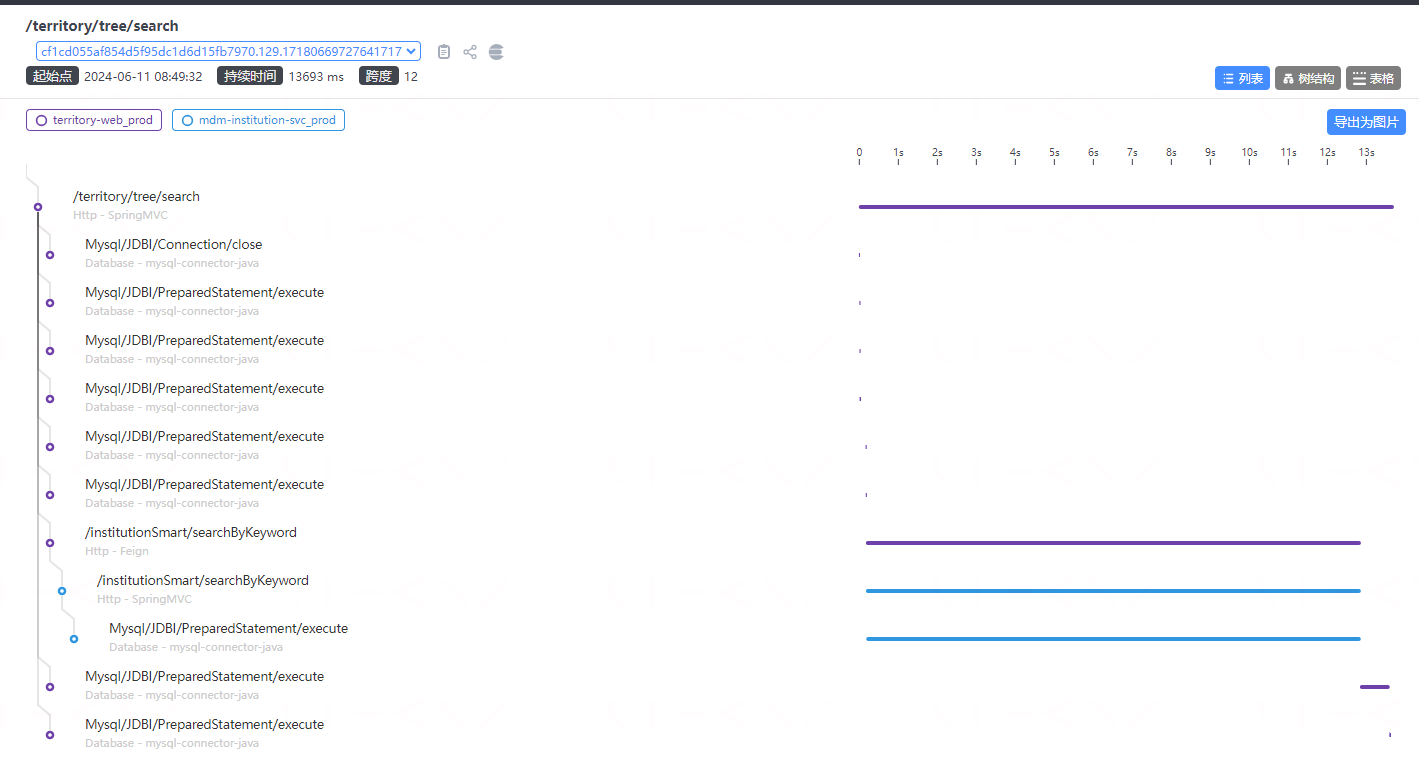 /territory/tree/search
cf1cd055af854d5f95dc1d6d15fb7970.129.17180669727641717
起始点 2024-06-11 08:49:32 持续时间 13693 ms 跨度 12
列表 树结构 表格
territory-web_prod mdm-institution-svc_prod
导出为图片
0 1s 2s 3s 4s 5s 6s 7s 8s 9s 10s 11s 12s 13s
/territory/tree/search
Http - SpringMVC
Mysql/JDBI/Connection/close
Database - mysql-connector-java
Mysql/JDBI/PreparedStatement/execute
Database - mysql-connector-java
Mysql/JDBI/PreparedStatement/execute
Database - mysql-connector-java
Mysql/JDBI/PreparedStatement/execute
Database - mysql-connector-java
Mysql/JDBI/PreparedStatement/execute
Database - mysql-connector-java
Mysql/JDBI/PreparedStatement/execute
Database - mysql-connector-java
/institutionSmart/searchByKeyword
Http - Feign
/institutionSmart/searchByKeyword
Http - SpringMVC
Mysql/JDBI/PreparedStatement/execute
Database - mysql-connector-java
Mysql/JDBI/PreparedStatement/execute
Database - mysql-connector-java
Mysql/JDBI/PreparedStatement/execute
Database - mysql-connector-java